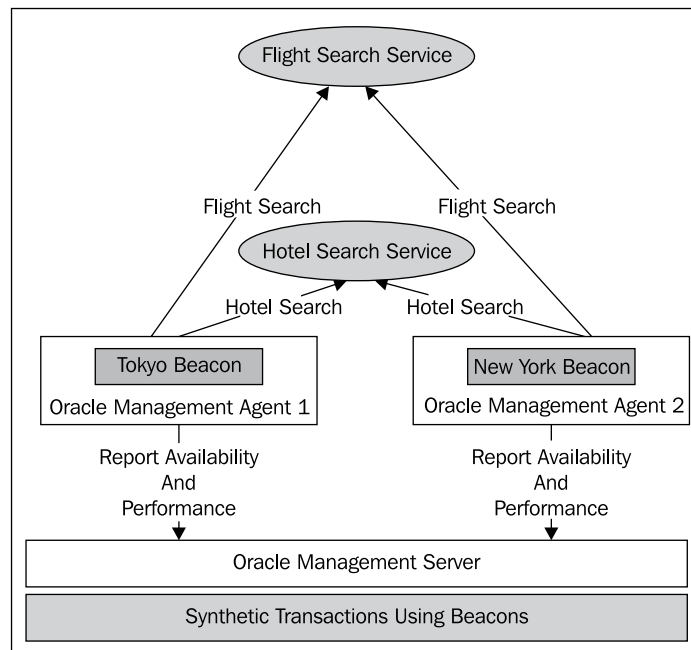 Flight Search Service
Flight Search
Flight Search
Hotel Search Service
Hotel Search
Hotel Search
Tokyo Beacon
Oracle Management Agent 1
New York Beacon
Oracle Management Agent 2
Report Availability
And
Performance
Report Availability
And
Performance
Oracle Management Server
Synthetic Transactions Using Beacons